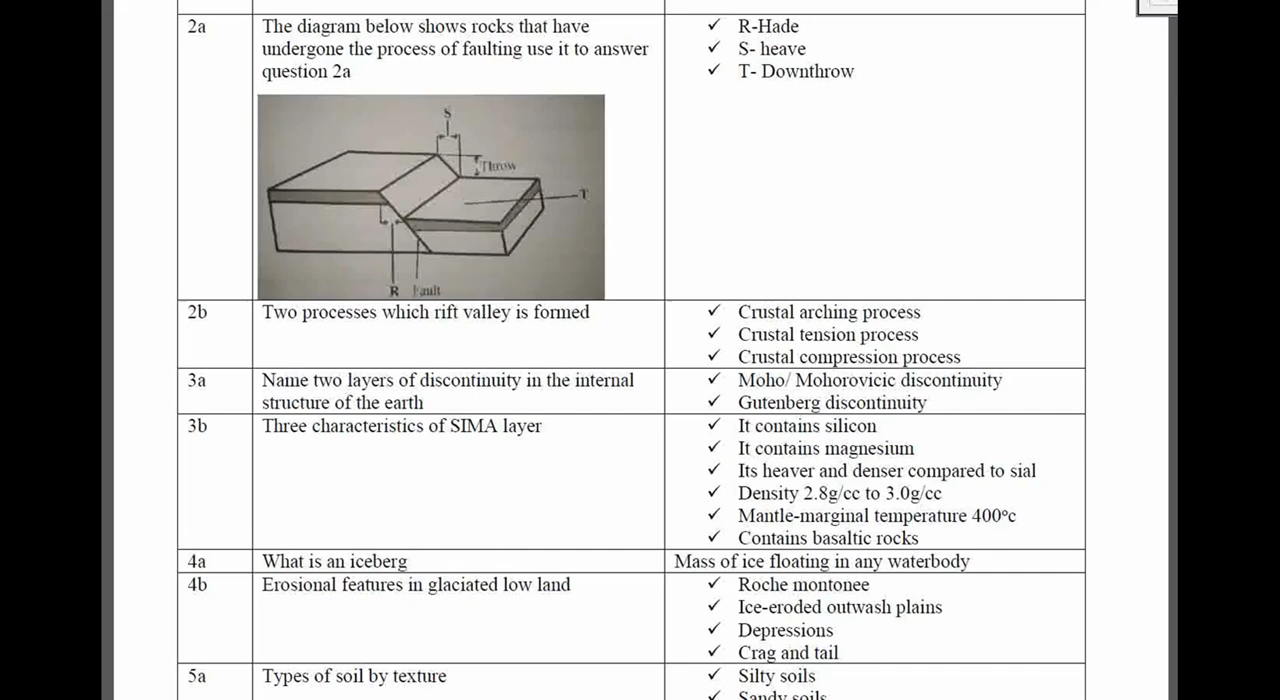 2a
The diagram below shows rocks that have
undergone the process of faulting use it to answer
question 2a
✓ R-Hade
✓ S- heave
✓ T- Downthrow
S
Throw
T
R Fault
2b
Two processes which rift valley is formed
✓ Crustal arching process
✓ Crustal tension process
✓ Crustal compression process
3a
Name two layers of discontinuity in the internal
structure of the earth
✓ Moho/ Mohorovicic discontinuity
✓ Gutenberg discontinuity
3b
Three characteristics of SIMA layer
✓ It contains silicon
✓ It contains magnesium
✓ Its heaver and denser compared to sial
✓ Density 2.8g/cc to 3.0g/cc
✓ Mantle-marginal temperature 400ºc
✓ Contains basaltic rocks
4a
What is an iceberg
Mass of ice floating in any waterbody
4b
Erosional features in glaciated low land
✓ Roche montonee
✓ Ice-eroded outwash plains
✓ Depressions
✓ Crag and tail
5a
Types of soil by texture
✓ Silty soils
✓ Sandy soils